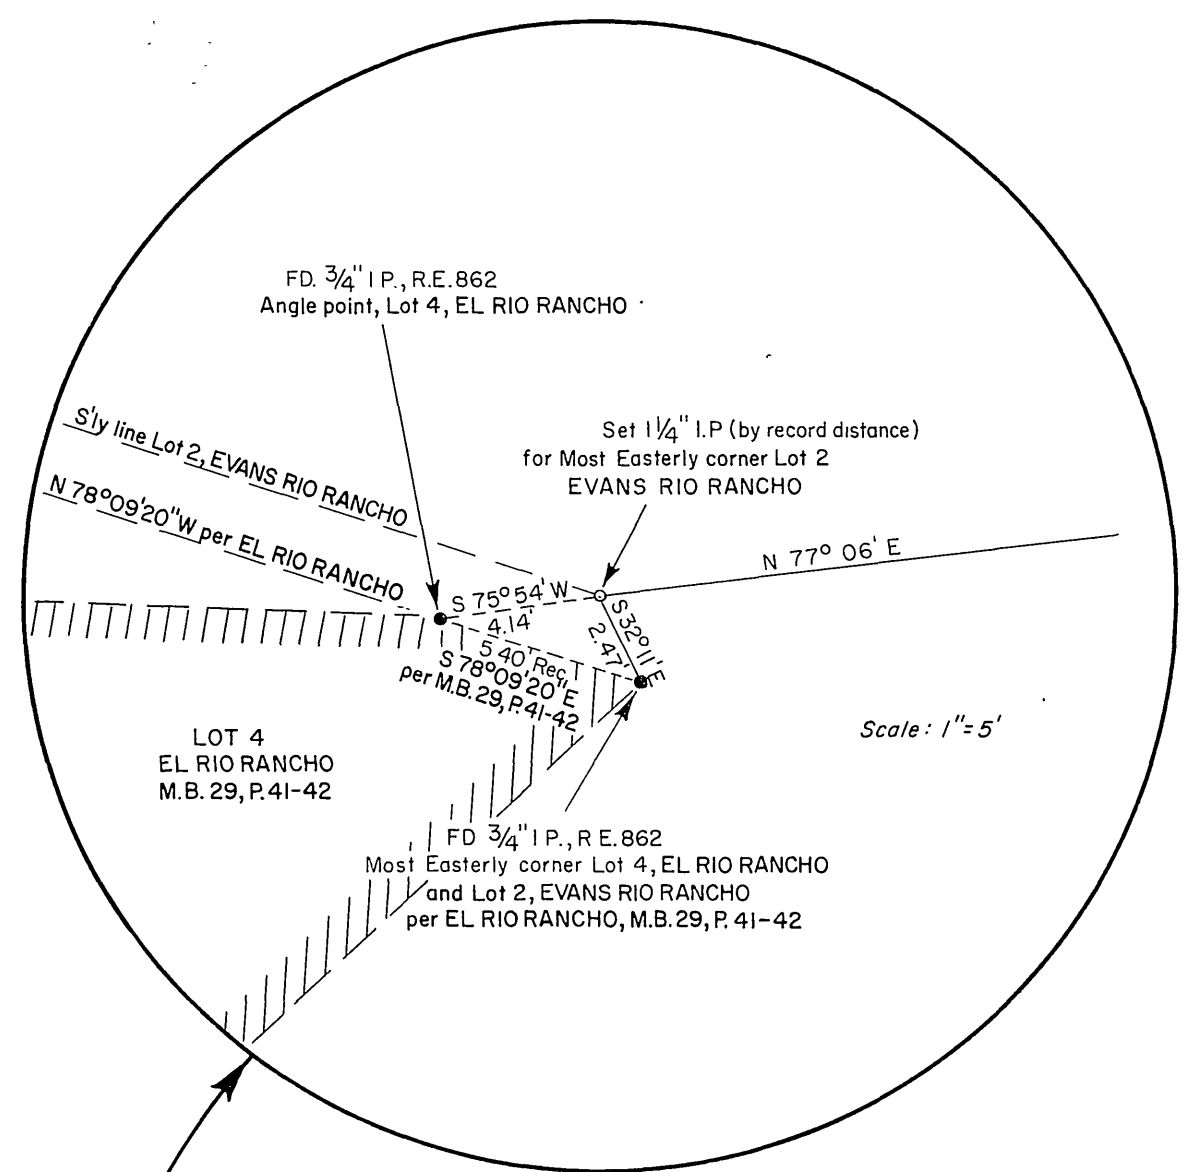 FD. 3/4" I P., R.E. 862
Angle point, Lot 4, EL RIO RANCHO
Set 1 1/4" I.P (by record distance)
for Most Easterly corner Lot 2
EVANS RIO RANCHO
S'ly line Lot 2, EVANS RIO RANCHO
N 78°09'20"W per EL RIO RANCHO
N 77° 06' E
S 75° 54' W
4.14'
S 32° 11' E
2.47'
5 40' Rec.
S 78°09'20"E
per M.B. 29, P. 41-42
Scale: 1"=5'
LOT 4
EL RIO RANCHO
M.B. 29, P. 41-42
FD 3/4" I P., R E. 862
Most Easterly corner Lot 4, EL RIO RANCHO
and Lot 2, EVANS RIO RANCHO
per EL RIO RANCHO, M.B. 29, P. 41-42